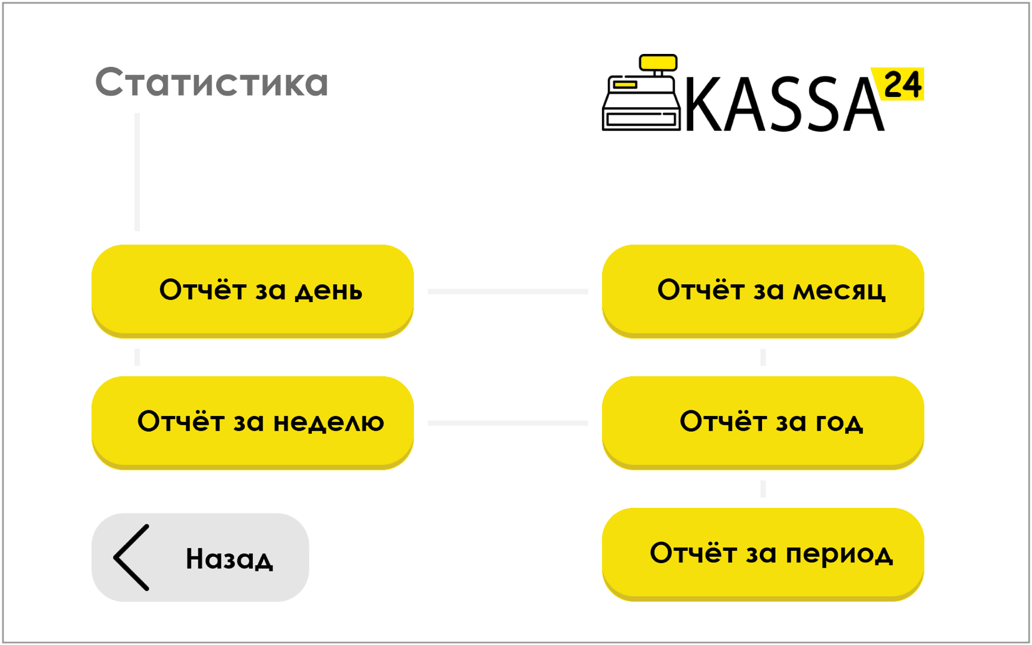 Статистика
KASSA 24
Отчёт за день
Отчёт за месяц
Отчёт за неделю
Отчёт за год
Назад
Отчёт за период